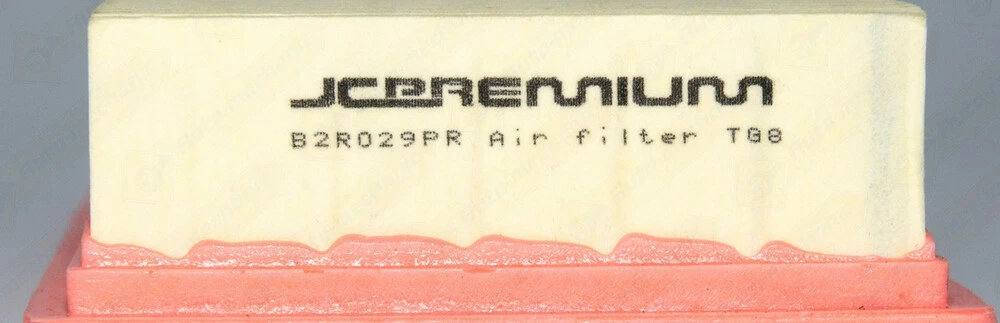 JCPREMIUM
B2R029PR Air filter TG8